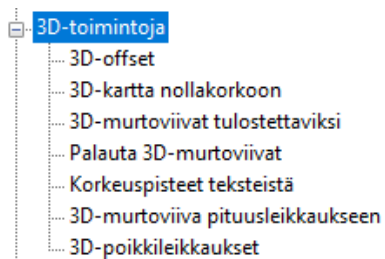 3D-toimintoja
3D-offset
3D-kartta nollakorkoon
3D-murtoviivat tulostettaviksi
Palauta 3D-murtoviivat
Korkeuspisteet teksteistä
3D-murtoviiva pituusleikkaukseen
3D-poikkileikkaukset